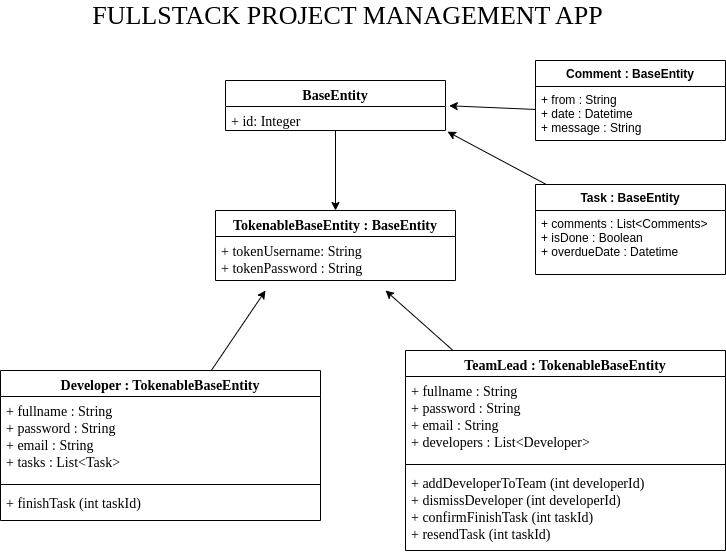 FULLSTACK PROJECT MANAGEMENT APP
BaseEntity
+ id: Integer
Comment : BaseEntity
+ from : String
+ date : Datetime
+ message : String
Task : BaseEntity
+ comments : List<Comments>
+ isDone : Boolean
+ overdueDate : Datetime
TokenableBaseEntity : BaseEntity
+ tokenUsername: String
+ tokenPassword : String
Developer : TokenableBaseEntity
+ fullname : String
+ password : String
+ email : String
+ tasks : List<Task>
+ finishTask (int taskId)
TeamLead : TokenableBaseEntity
+ fullname : String
+ password : String
+ email : String
+ developers : List<Developer>
+ addDeveloperToTeam (int developerId)
+ dismissDeveloper (int developerId)
+ confirmFinishTask (int taskId)
+ resendTask (int taskId)